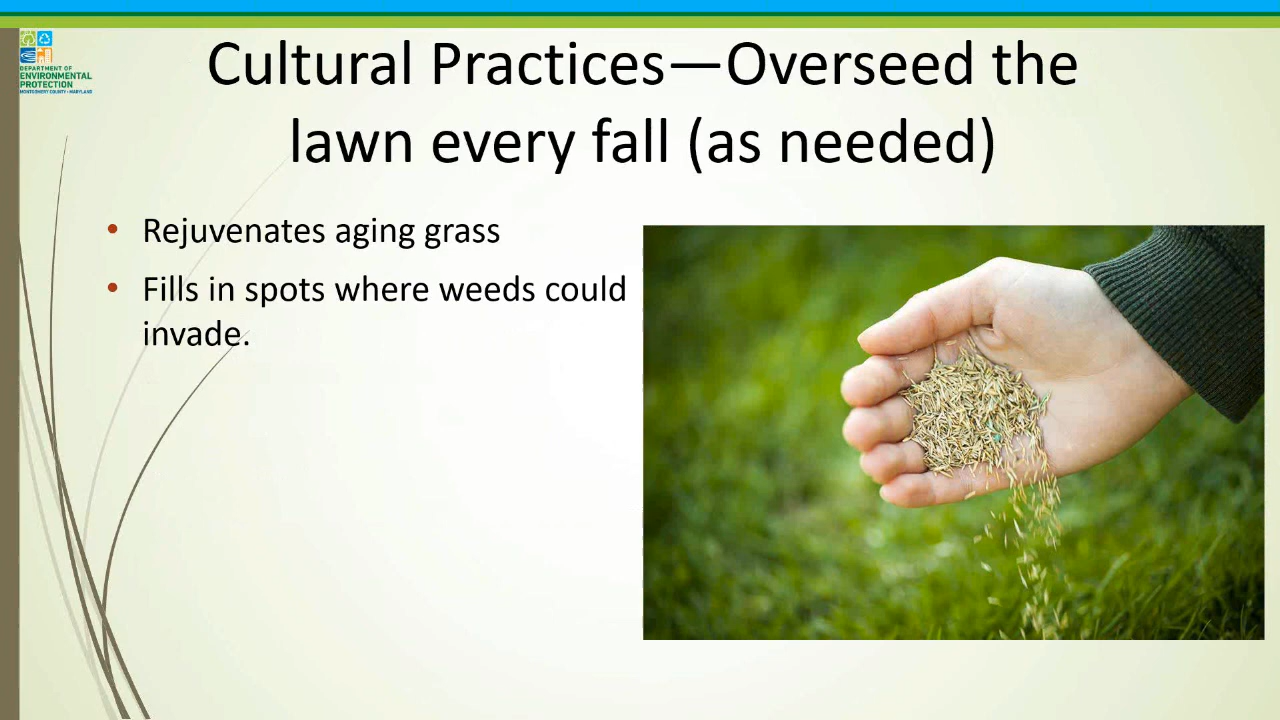 DEPARTMENT OF
ENVIRONMENTAL
PROTECTION
MONTGOMERY COUNTY • MARYLAND
Cultural Practices—Overseed the
lawn every fall (as needed)
• Rejuvenates aging grass
• Fills in spots where weeds could
invade.